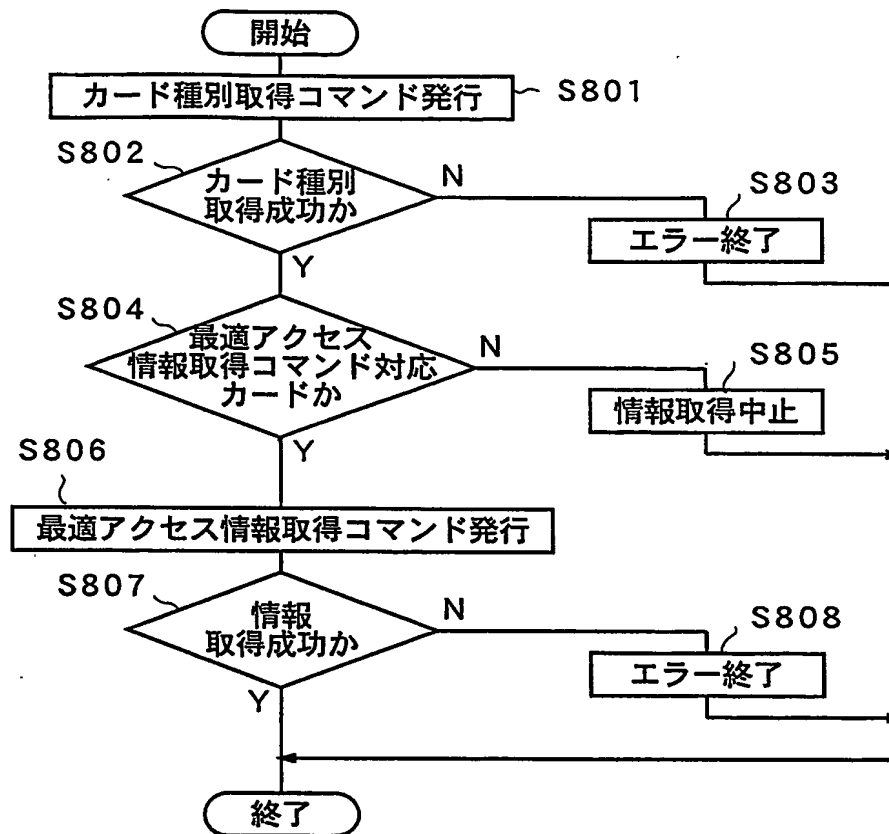 開始
カード種別取得コマンド発行
S801
S802
カード種別
取得成功か
N
Y
S803
エラー終了
S804
最適アクセス
情報取得コマンド対応
カードか
N
Y
S805
情報取得中止
S806
最適アクセス情報取得コマンド発行
S807
情報
取得成功か
N
Y
S808
エラー終了
終了